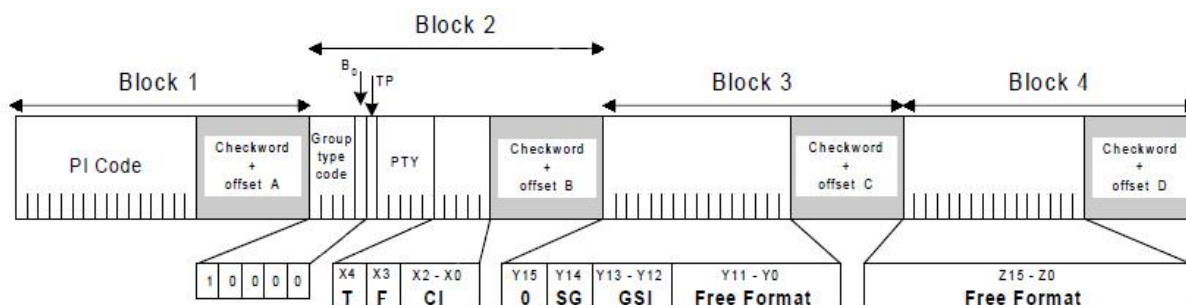 Block 2
B0 TP
Block 1 Block 3 Block 4
PI Code
Checkword + offset A
Group type code
PTY
Checkword + offset B
Checkword + offset C
Checkword + offset D
1 0 0 0 0
X4 X3 X2 - X0
T F CI
Y15 Y14 Y13 - Y12 Y11 - Y0
0 SG GSI Free Format
Z15 - Z0
Free Format